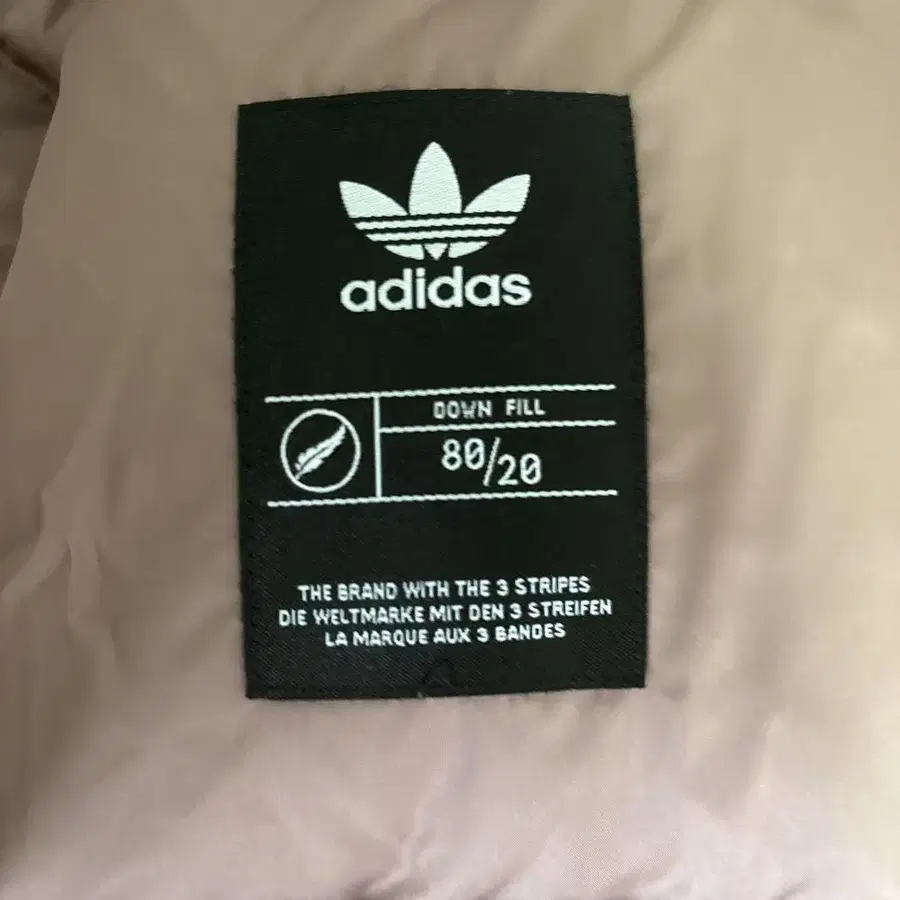 adidas
DOWN FILL
80/20
THE BRAND WITH THE 3 STRIPES
DIE WELTMARKE MIT DEN 3 STREIFEN
LA MARQUE AUX 3 BANDES